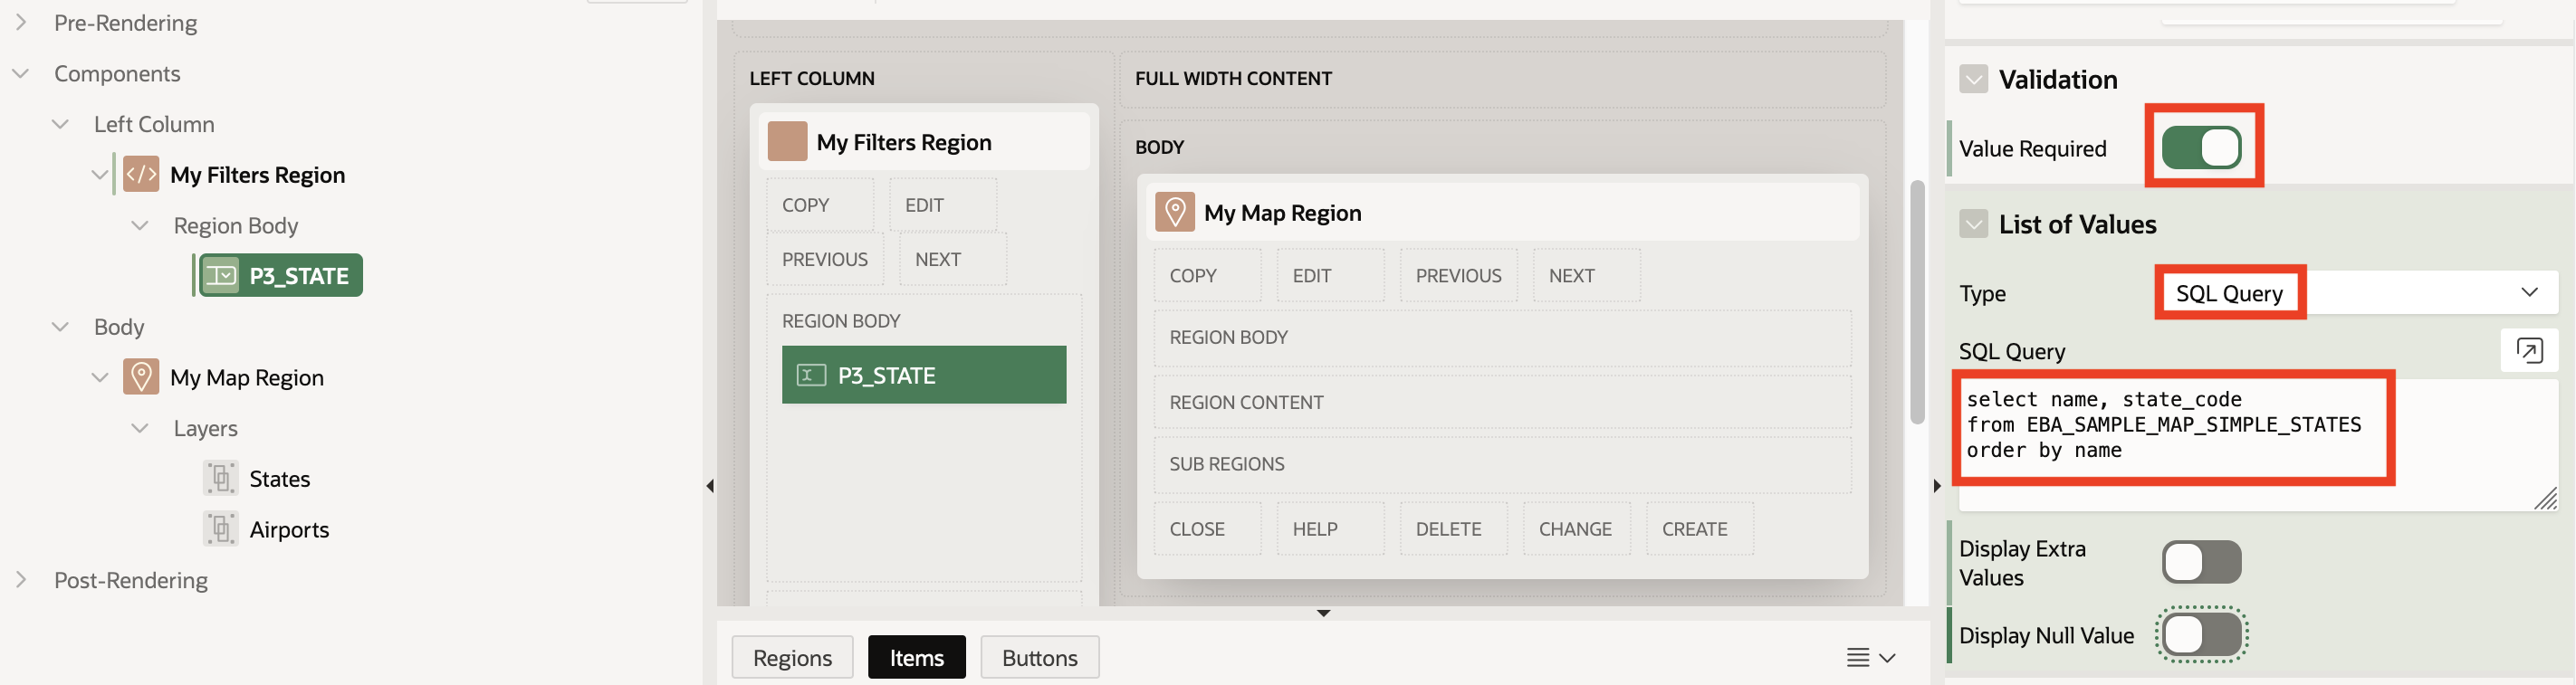 Pre-Rendering
Components
Left Column
</> My Filters Region
Region Body
P3_STATE
Body
My Map Region
Layers
States
Airports
Post-Rendering
LEFT COLUMN
My Filters Region
COPY EDIT
PREVIOUS NEXT
REGION BODY
P3_STATE
FULL WIDTH CONTENT
BODY
My Map Region
COPY EDIT PREVIOUS NEXT
REGION BODY
REGION CONTENT
SUB REGIONS
CLOSE HELP DELETE CHANGE CREATE
Regions Items Buttons
Validation
Value Required
List of Values
Type SQL Query
SQL Query
select name, state_code
from EBA_SAMPLE_MAP_SIMPLE_STATES
order by name
Display Extra
Values
Display Null Value